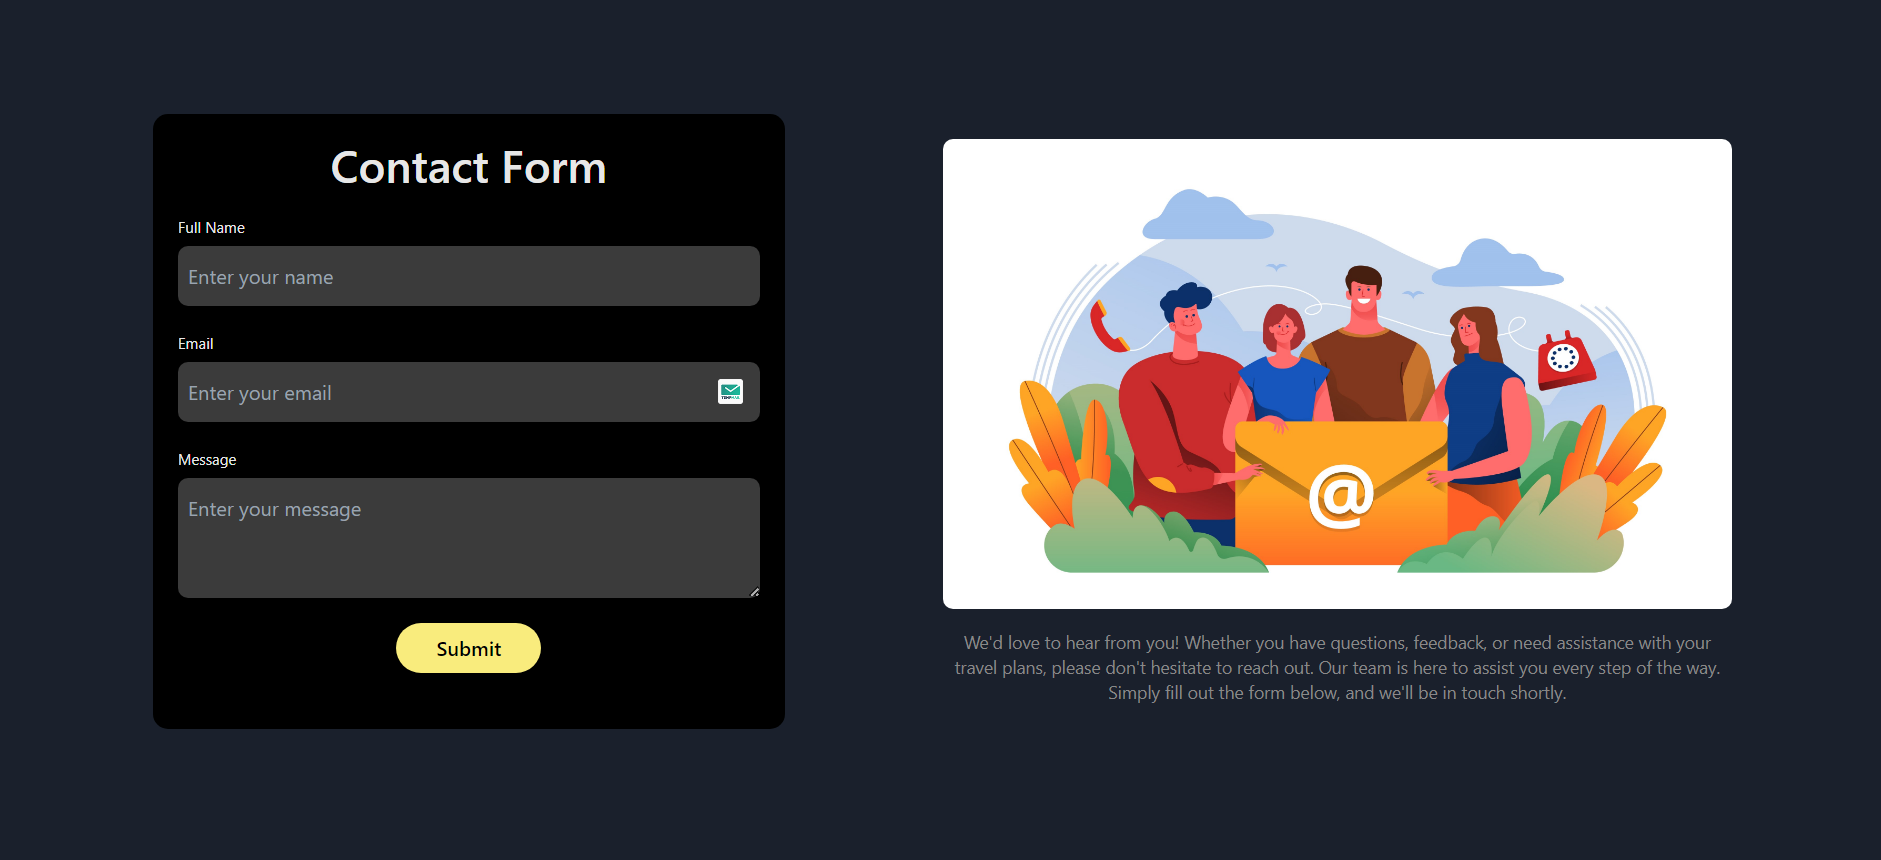 Contact Form
Full Name
Enter your name
Email
Enter your email
TEMPMAIL
Message
Enter your message
Submit
@
We'd love to hear from you! Whether you have questions, feedback, or need assistance with your
travel plans, please don't hesitate to reach out. Our team is here to assist you every step of the way.
Simply fill out the form below, and we'll be in touch shortly.